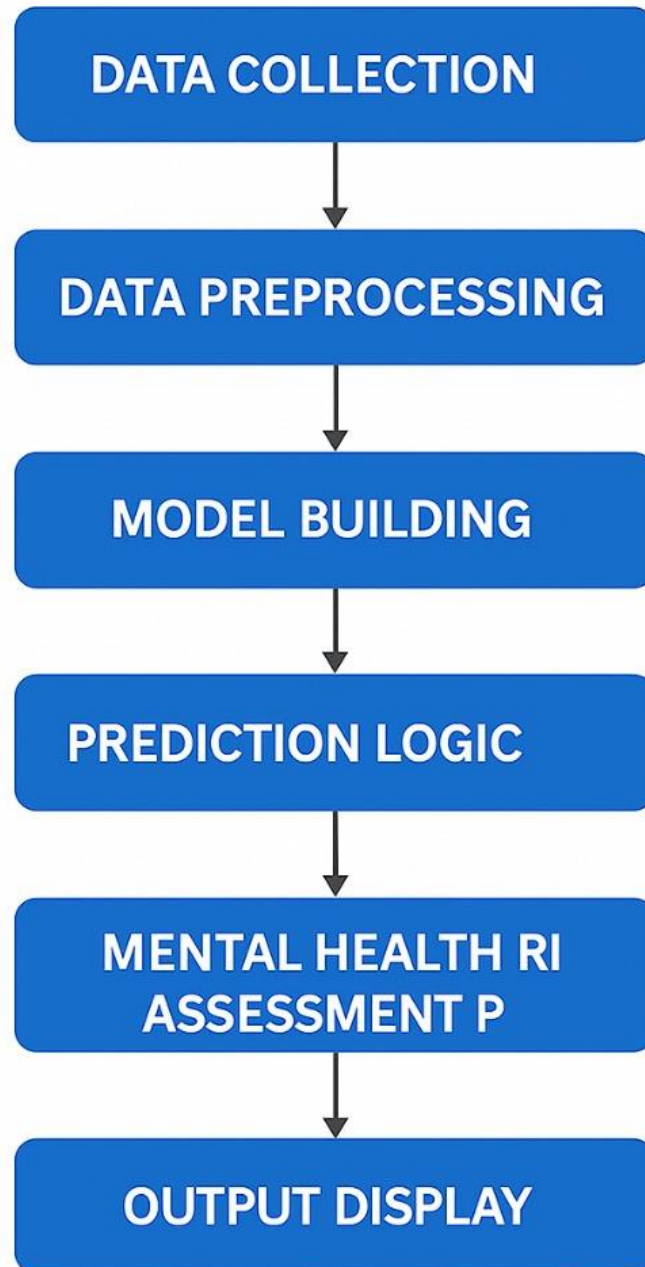 DATA COLLECTION
DATA PREPROCESSING
MODEL BUILDING
PREDICTION LOGIC
MENTAL HEALTH RI
ASSESSMENT P
OUTPUT DISPLAY